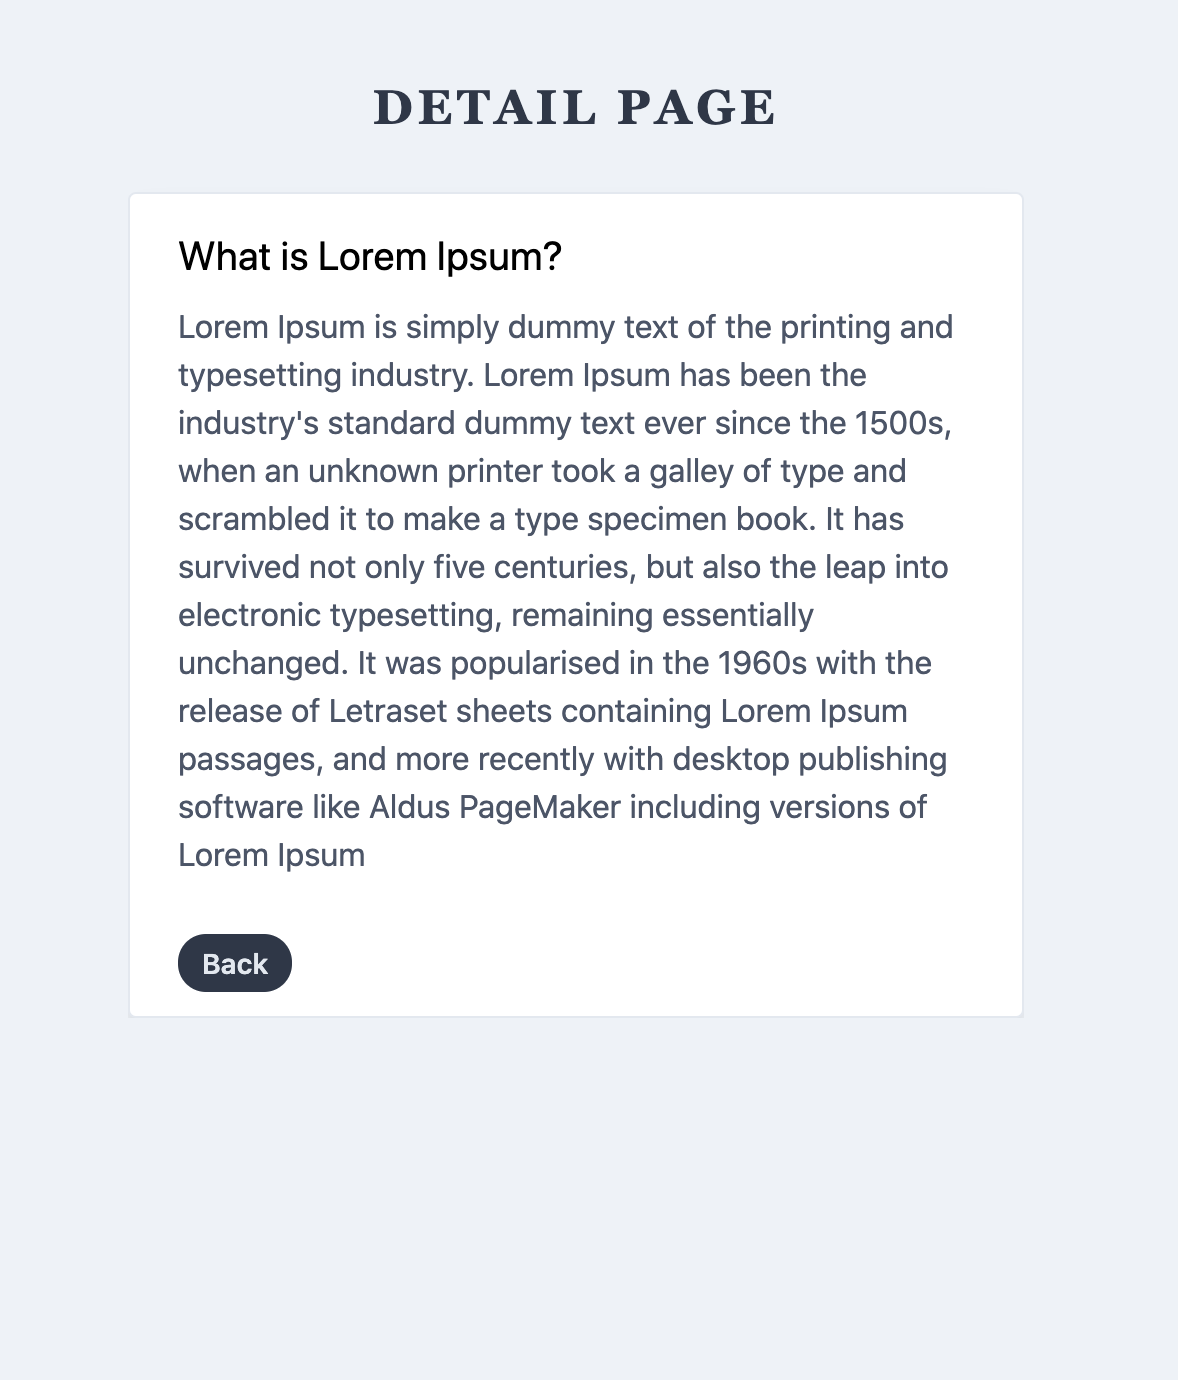 DETAIL PAGE
What is Lorem Ipsum?
Lorem Ipsum is simply dummy text of the printing and
typesetting industry. Lorem Ipsum has been the
industry's standard dummy text ever since the 1500s,
when an unknown printer took a galley of type and
scrambled it to make a type specimen book. It has
survived not only five centuries, but also the leap into
electronic typesetting, remaining essentially
unchanged. It was popularised in the 1960s with the
release of Letraset sheets containing Lorem Ipsum
passages, and more recently with desktop publishing
software like Aldus PageMaker including versions of
Lorem Ipsum
Back